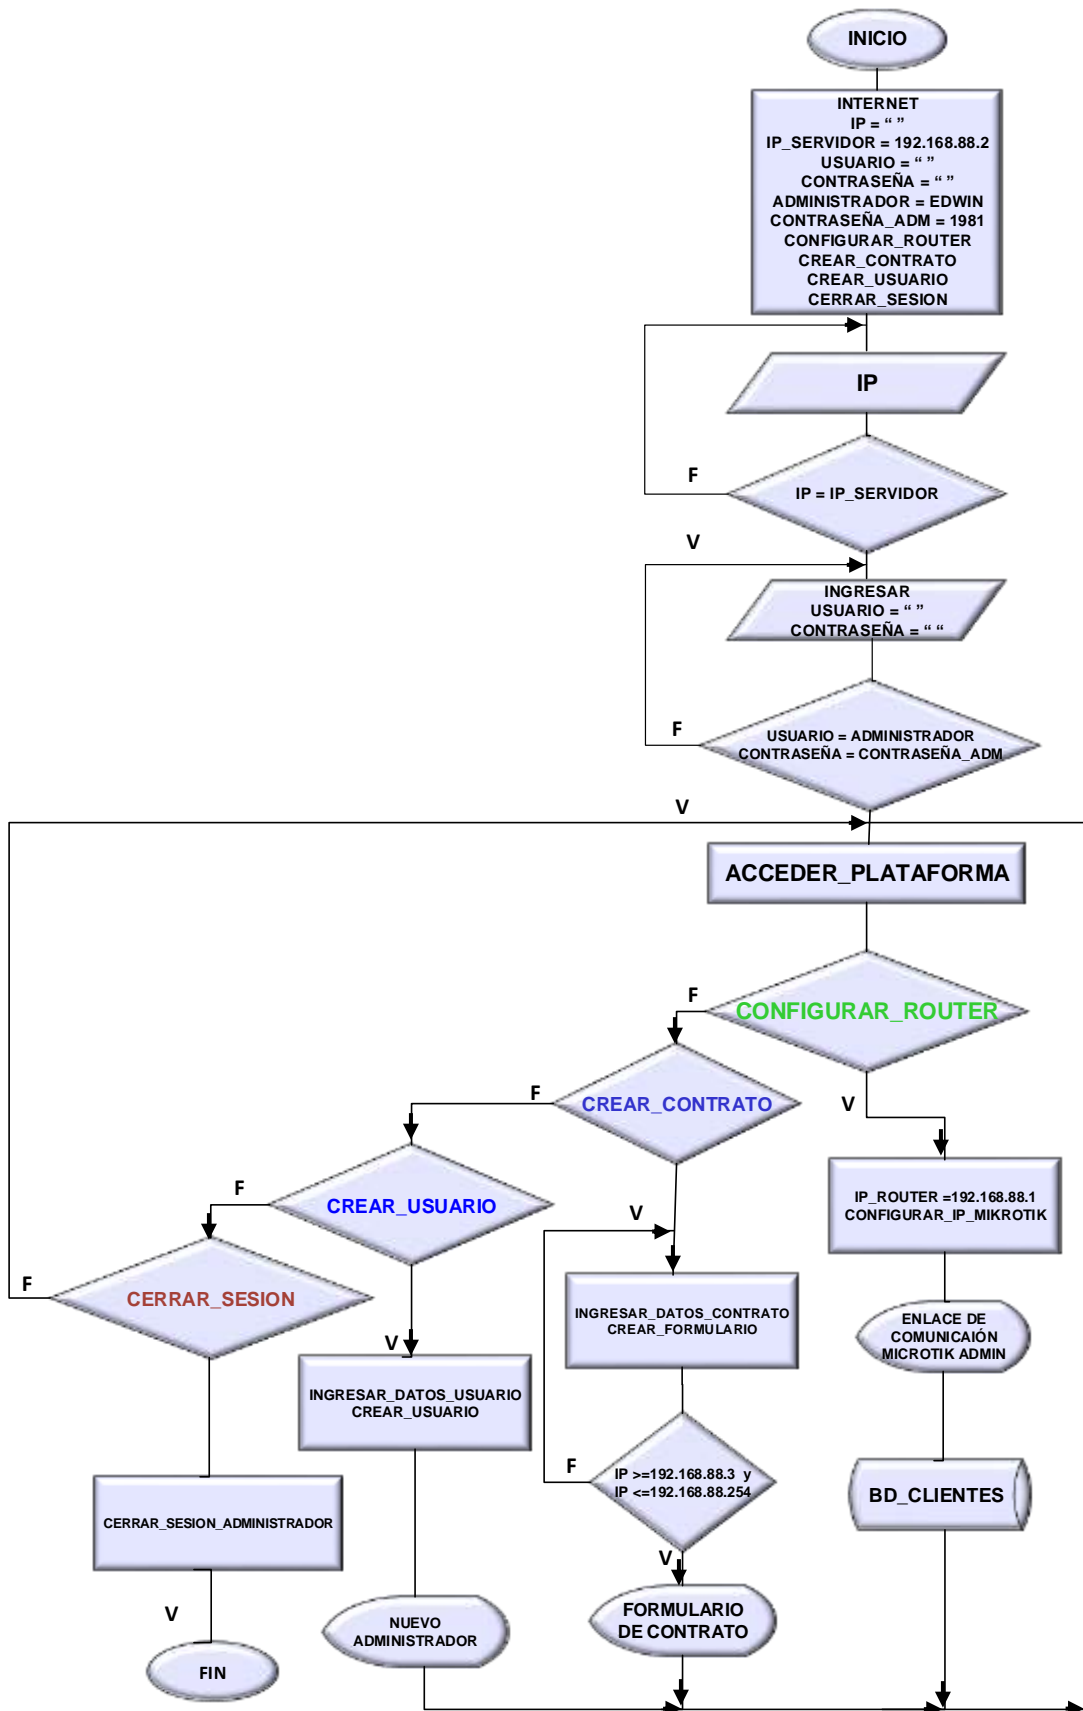 INICIO
INTERNET
IP = “ ”
IP_SERVIDOR = 192.168.88.2
USUARIO = “ ”
CONTRASEÑA = “ ”
ADMINISTRADOR = EDWIN
CONTRASEÑA_ADM = 1981
CONFIGURAR_ROUTER
CREAR_CONTRATO
CREAR_USUARIO
CERRAR_SESION
IP
F
IP = IP_SERVIDOR
V
INGRESAR
USUARIO = “ ”
CONTRASEÑA = “ “
F
USUARIO = ADMINISTRADOR
CONTRASEÑA = CONTRASEÑA_ADM
V
ACCEDER_PLATAFORMA
F
CONFIGURAR_ROUTER
F
CREAR_CONTRATO
V
F
CREAR_USUARIO
V
IP_ROUTER =192.168.88.1
CONFIGURAR_IP_MIKROTIK
F
CERRAR_SESION
INGRESAR_DATOS_CONTRATO
CREAR_FORMULARIO
ENLACE DE
COMUNICAIÓN
MICROTIK ADMIN
V
INGRESAR_DATOS_USUARIO
CREAR_USUARIO
F
IP >=192.168.88.3 y
IP <=192.168.88.254
BD_CLIENTES
CERRAR_SESION_ADMINISTRADOR
V
V
NUEVO
ADMINISTRADOR
FORMULARIO
DE CONTRATO
FIN